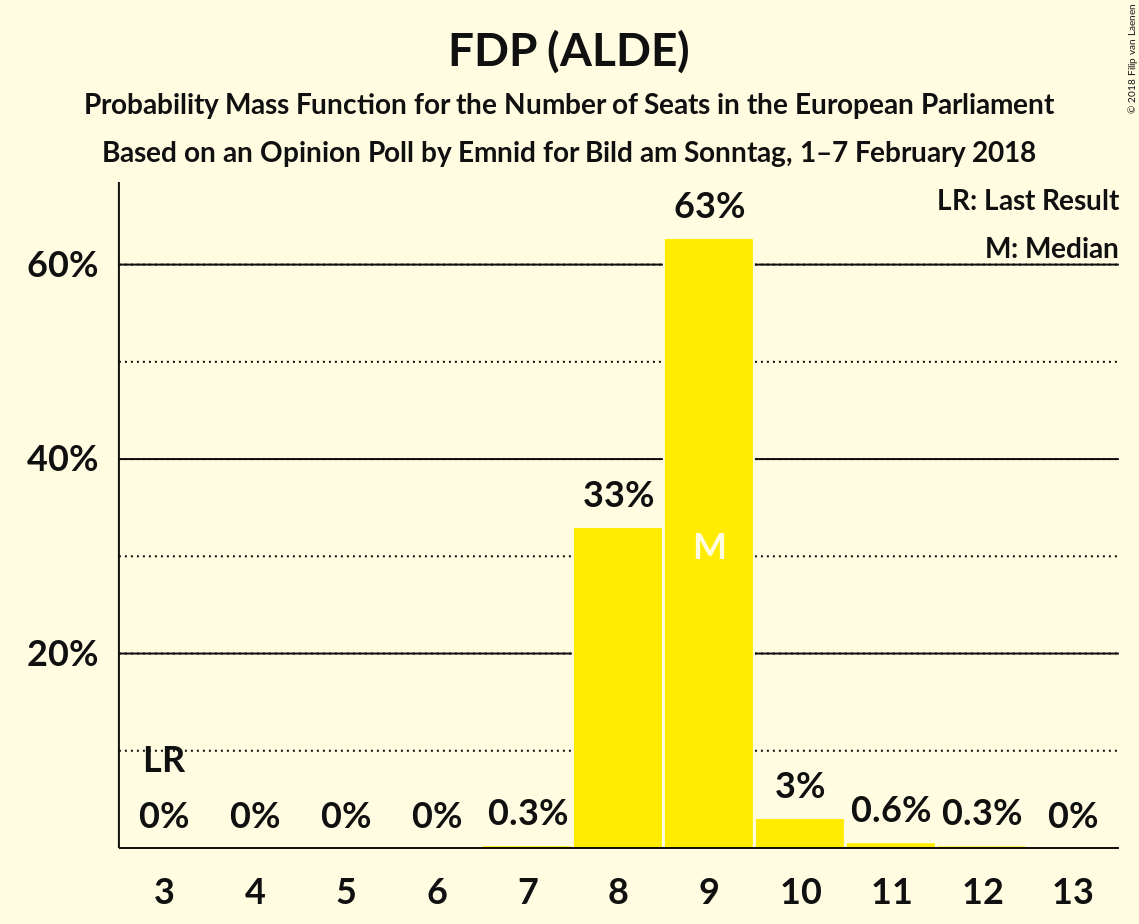 FDP (ALDE)
Probability Mass Function for the Number of Seats in the European Parliament
Based on an Opinion Poll by Emnid for Bild am Sonntag, 1–7 February 2018
© 2018 Filip van Laenen
LR: Last Result
M: Median
63%
60%
40%
33%
M
20%
LR
0%
0%
0%
0%
0.3%
3%
0.6%
0.3%
0%
3 4 5 6 7 8 9 10 11 12 13